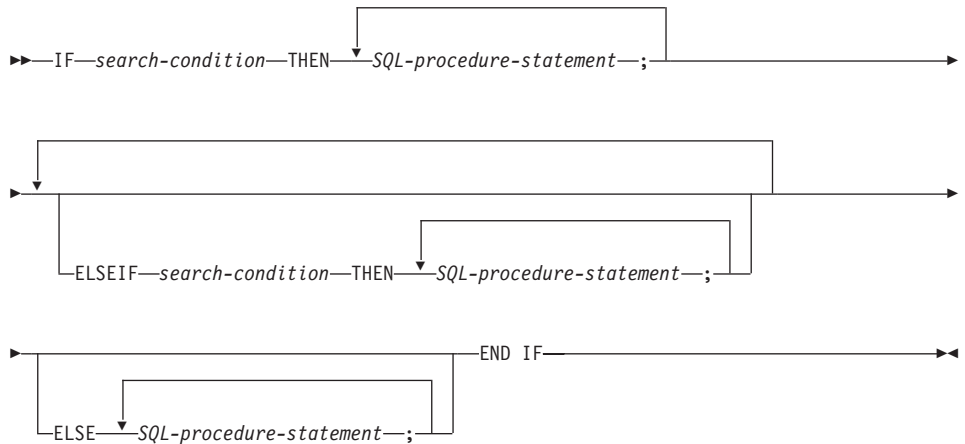 IF search-condition THEN SQL-procedure-statement ;
ELSEIF search-condition THEN SQL-procedure-statement ;
END IF
ELSE SQL-procedure-statement ;